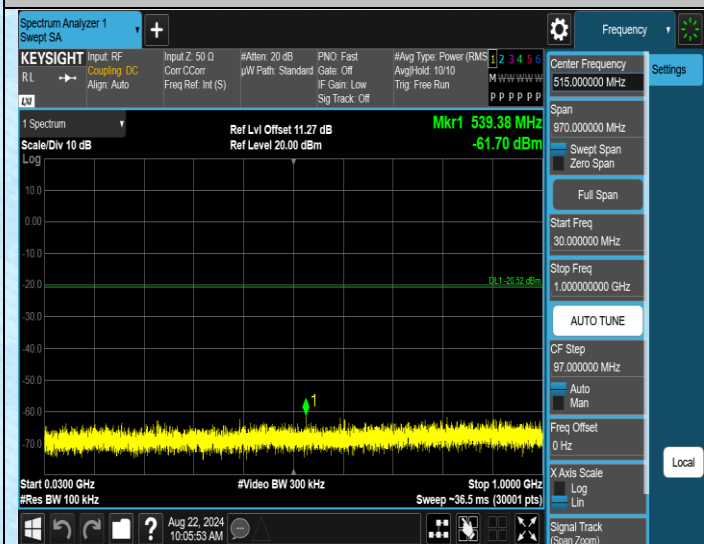 Spectrum Analyzer 1
Swept SA
Frequency
KEYSIGHT
R L
LXI
Input: RF
Coupling: DC
Align: Auto
Input Z: 50 Ω
Corr CCorr
Freq Ref: Int (S)
#Atten: 20 dB
µW Path: Standard
PNO: Fast
Gate: Off
IF Gain: Low
Sig Track: Off
#Avg Type: Power (RMS
Avg|Hold: 10/10
Trig: Free Run
1 2 3 4 5 6
M W W W W W
P P P P P P
1 Spectrum
Scale/Div 10 dB
Ref Lvl Offset 11.27 dB
Ref Level 20.00 dBm
Mkr1 539.38 MHz
-61.70 dBm
Log
10.0
0.00
-10.0
-20.0
DL1 -20.52 dBm
-30.0
-40.0
-50.0
-60.0
-70.0
1
Start 0.0300 GHz
#Video BW 300 kHz
Stop 1.0000 GHz
#Res BW 100 kHz
Sweep ~36.5 ms (30001 pts)
?
Aug 22, 2024
10:05:53 AM
Center Frequency
515.000000 MHz
Span
970.000000 MHz
Swept Span
Zero Span
Full Span
Start Freq
30.000000 MHz
Stop Freq
1.000000000 GHz
AUTO TUNE
CF Step
97.000000 MHz
Auto
Man
Freq Offset
0 Hz
X Axis Scale
Log
Lin
Signal Track
(Span Zoom)
Settings
Local